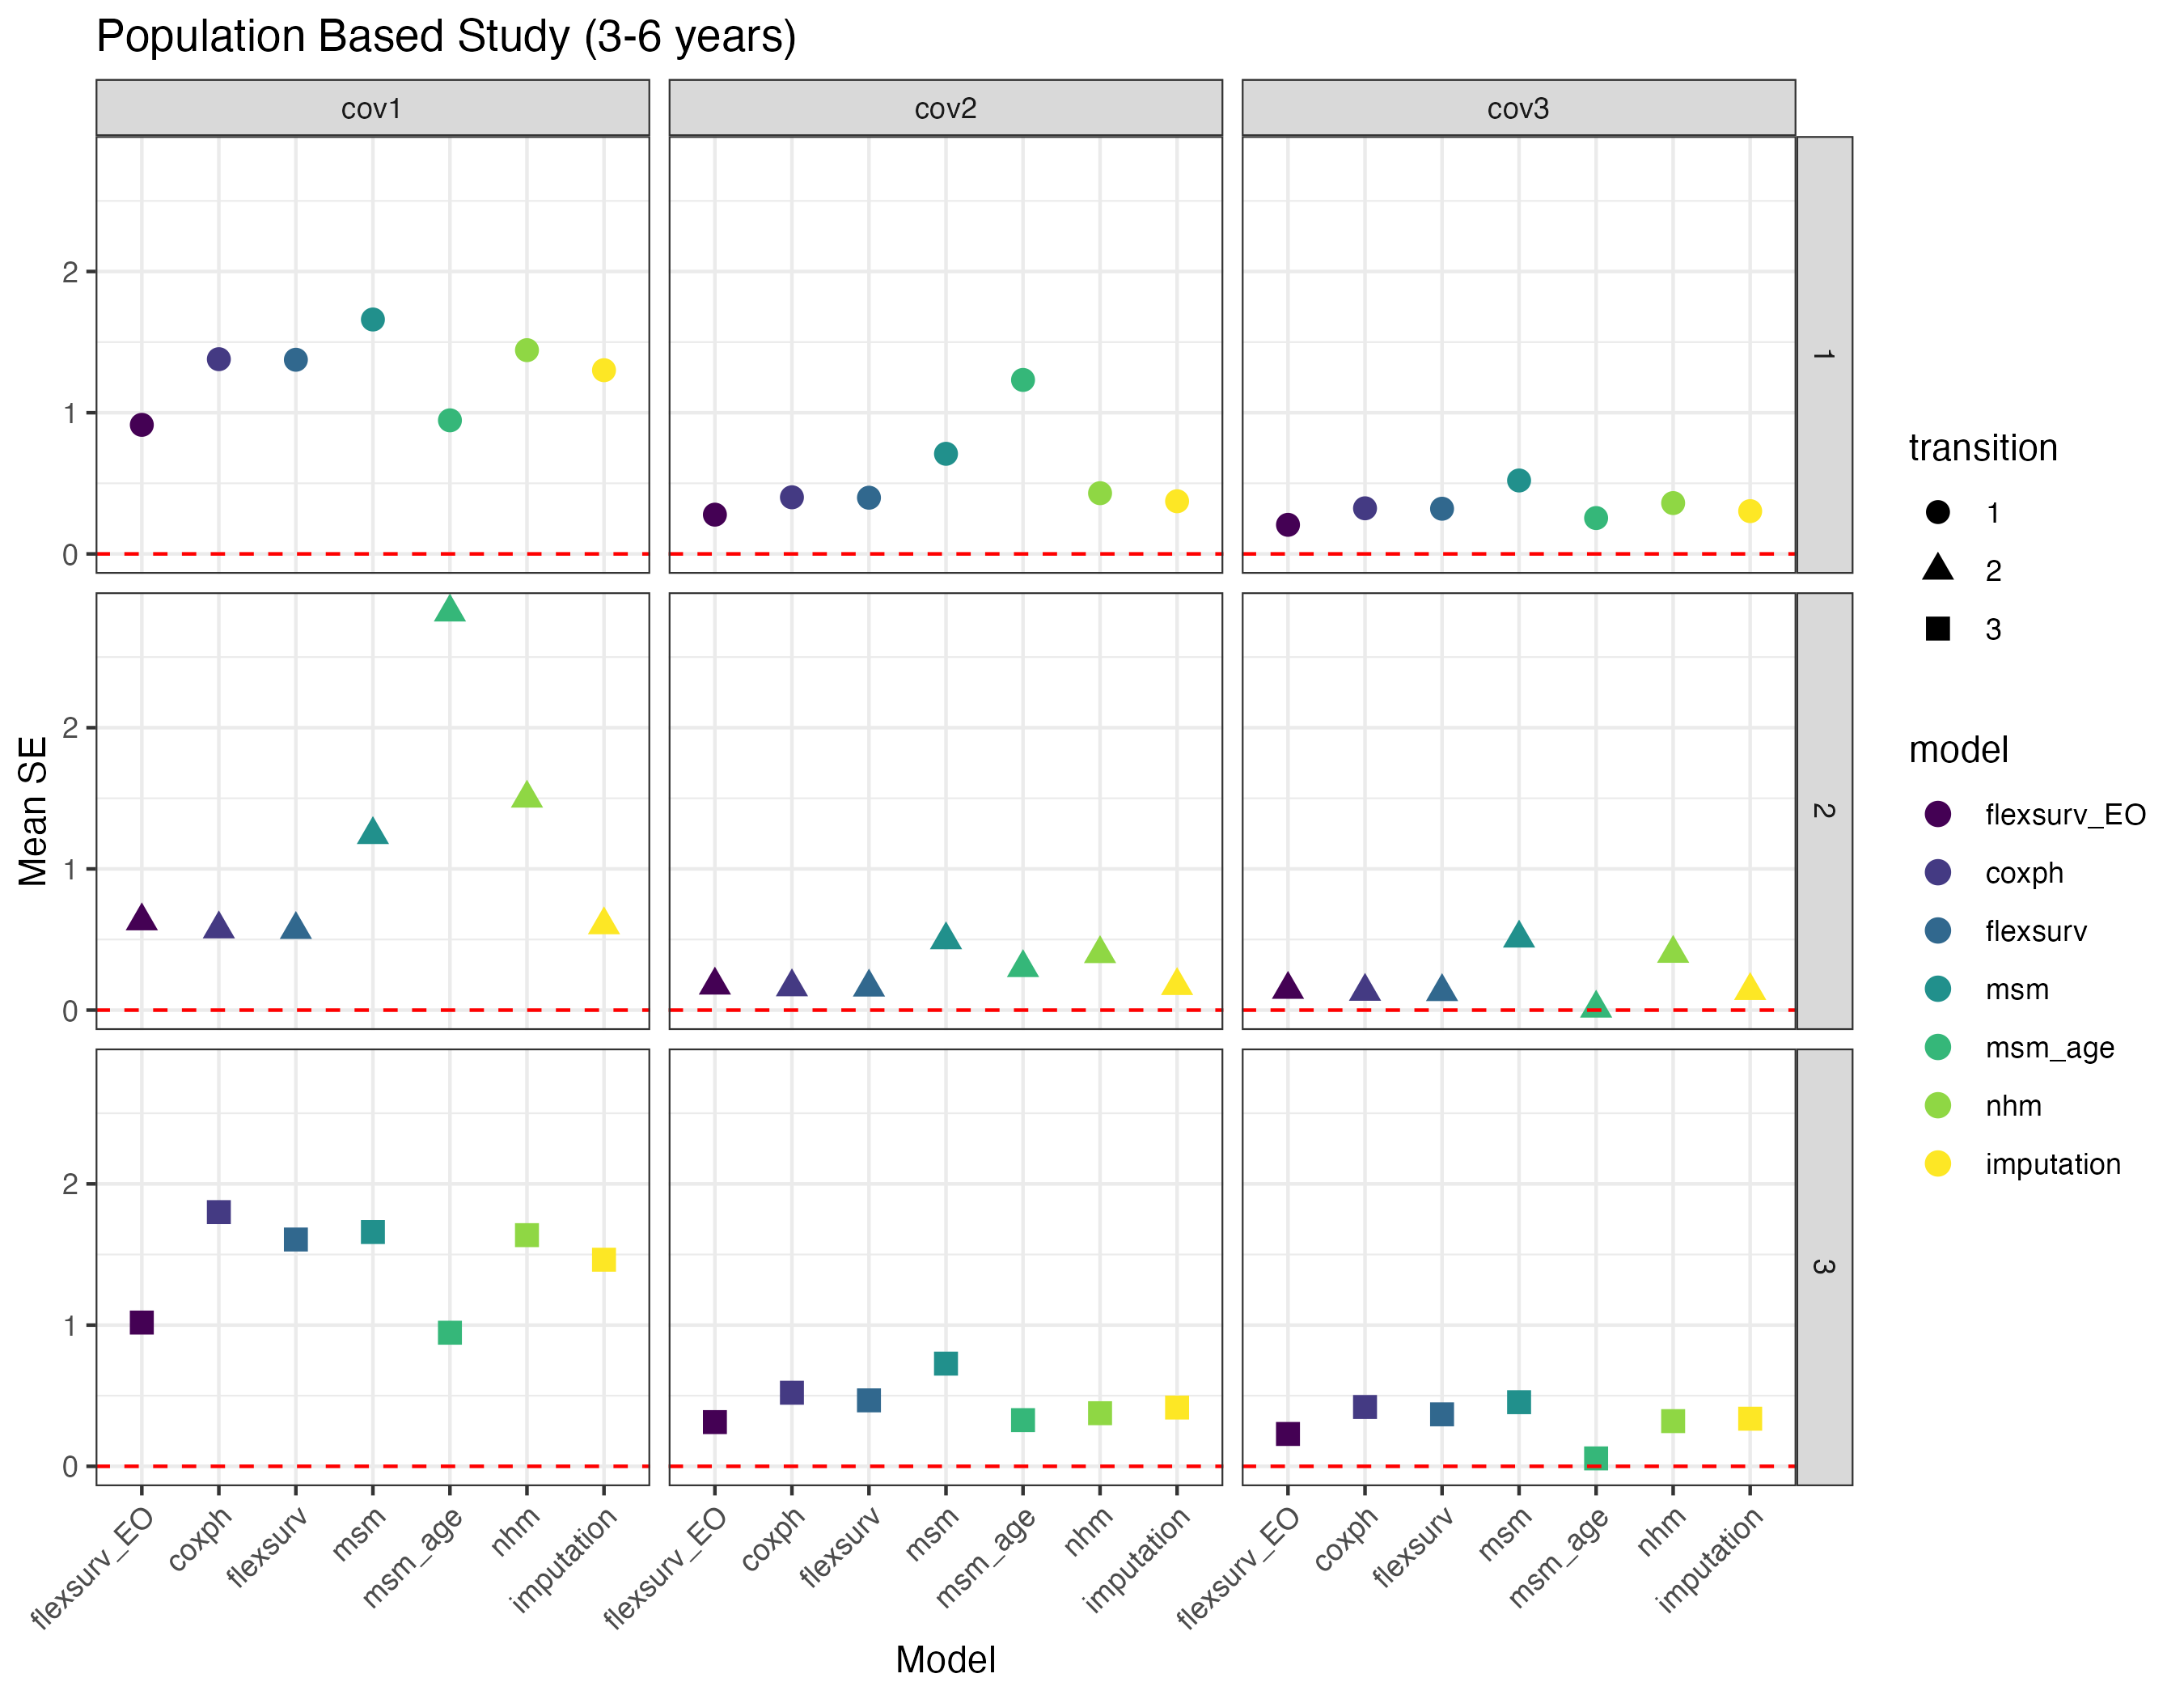 Population Based Study (3-6 years)
cov1
cov2
cov3
2
1
0
1
2
1
0
2
2
1
0
3
Mean SE
flexsurv_EO
coxph
flexsurv
msm
msm_age
nhm
imputation
flexsurv_EO
coxph
flexsurv
msm
msm_age
nhm
imputation
flexsurv_EO
coxph
flexsurv
msm
msm_age
nhm
imputation
Model
transition
1
2
3
model
flexsurv_EO
coxph
flexsurv
msm
msm_age
nhm
imputation